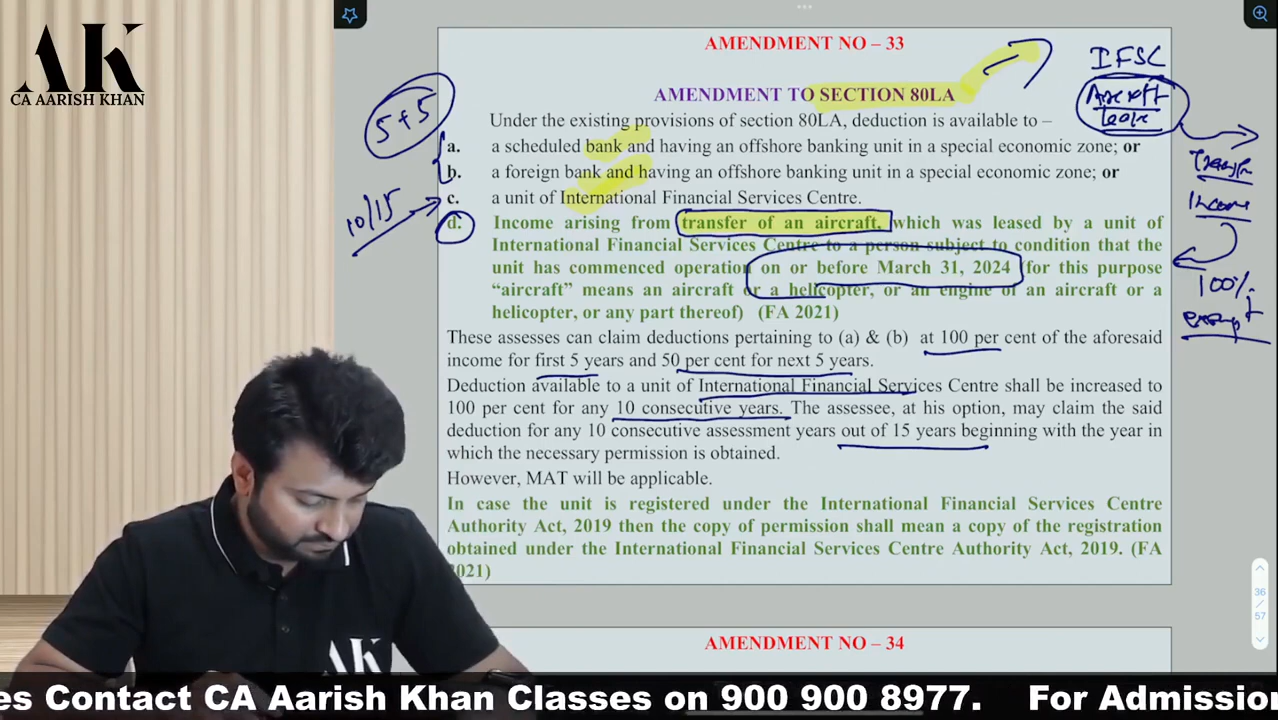 AK
CA AARISH KHAN
AMENDMENT NO – 33
IFSC
Aircraft
lease
5+5
10/15
Transfer
Income
100%
exempt
AMENDMENT TO SECTION 80LA
Under the existing provisions of section 80LA, deduction is available to –
a. a scheduled bank and having an offshore banking unit in a special economic zone; or
b. a foreign bank and having an offshore banking unit in a special economic zone; or
c. a unit of International Financial Services Centre.
d. Income arising from transfer of an aircraft, which was leased by a unit of
International Financial Services Centre to a person subject to condition that the
unit has commenced operation on or before March 31, 2024 (for this purpose
“aircraft” means an aircraft or a helicopter, or an engine of an aircraft or a
helicopter, or any part thereof) (FA 2021)
These assesses can claim deductions pertaining to (a) & (b) at 100 per cent of the aforesaid
income for first 5 years and 50 per cent for next 5 years.
Deduction available to a unit of International Financial Services Centre shall be increased to
100 per cent for any 10 consecutive years. The assessee, at his option, may claim the said
deduction for any 10 consecutive assessment years out of 15 years beginning with the year in
which the necessary permission is obtained.
However, MAT will be applicable.
In case the unit is registered under the International Financial Services Centre
Authority Act, 2019 then the copy of permission shall mean a copy of the registration
obtained under the International Financial Services Centre Authority Act, 2019. (FA
2021)
36
/
57
AMENDMENT NO – 34
AK
es Contact CA Aarish Khan Classes on 900 900 8977. For Admission